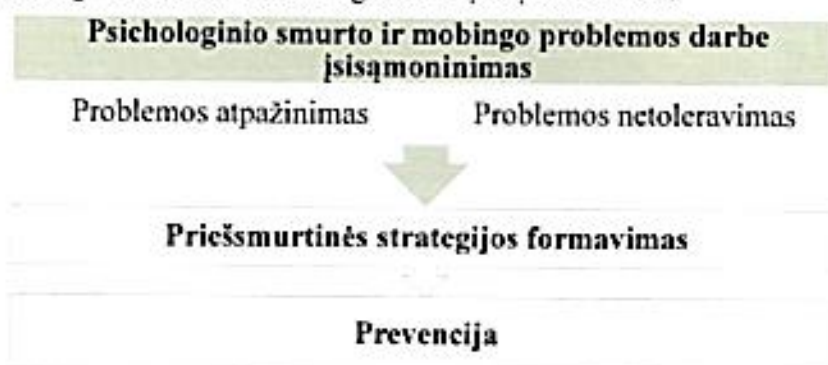 Psichologinio smurto ir mobingo problemos darbe
įsisąmoninimas
Problemos atpažinimas Problemos netoleravimas
Priešsmurtinės strategijos formavimas
Prevencija